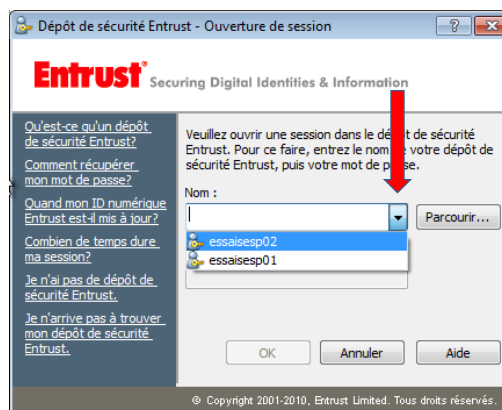 Dépôt de sécurité Entrust - Ouverture de session
Entrust
Securing Digital Identities & Information
Qu'est-ce qu'un dépôt
de sécurité Entrust?
Comment récupérer
mon mot de passe?
Quand mon ID numérique
Entrust est-il mis à jour?
Combien de temps dure
ma session?
Je n'ai pas de dépôt de
sécurité Entrust.
Je n'arrive pas à trouver
mon dépôt de sécurité
Entrust.
Veuillez ouvrir une session dans le dépôt de sécurité
Entrust. Pour ce faire, entrez le nom de votre dépôt de
sécurité Entrust, puis votre mot de passe.
Nom :
Parcourir...
essaisesp02
essaisesp01
OK
Annuler
Aide
© Copyright 2001-2010, Entrust Limited. Tous droits réservés.